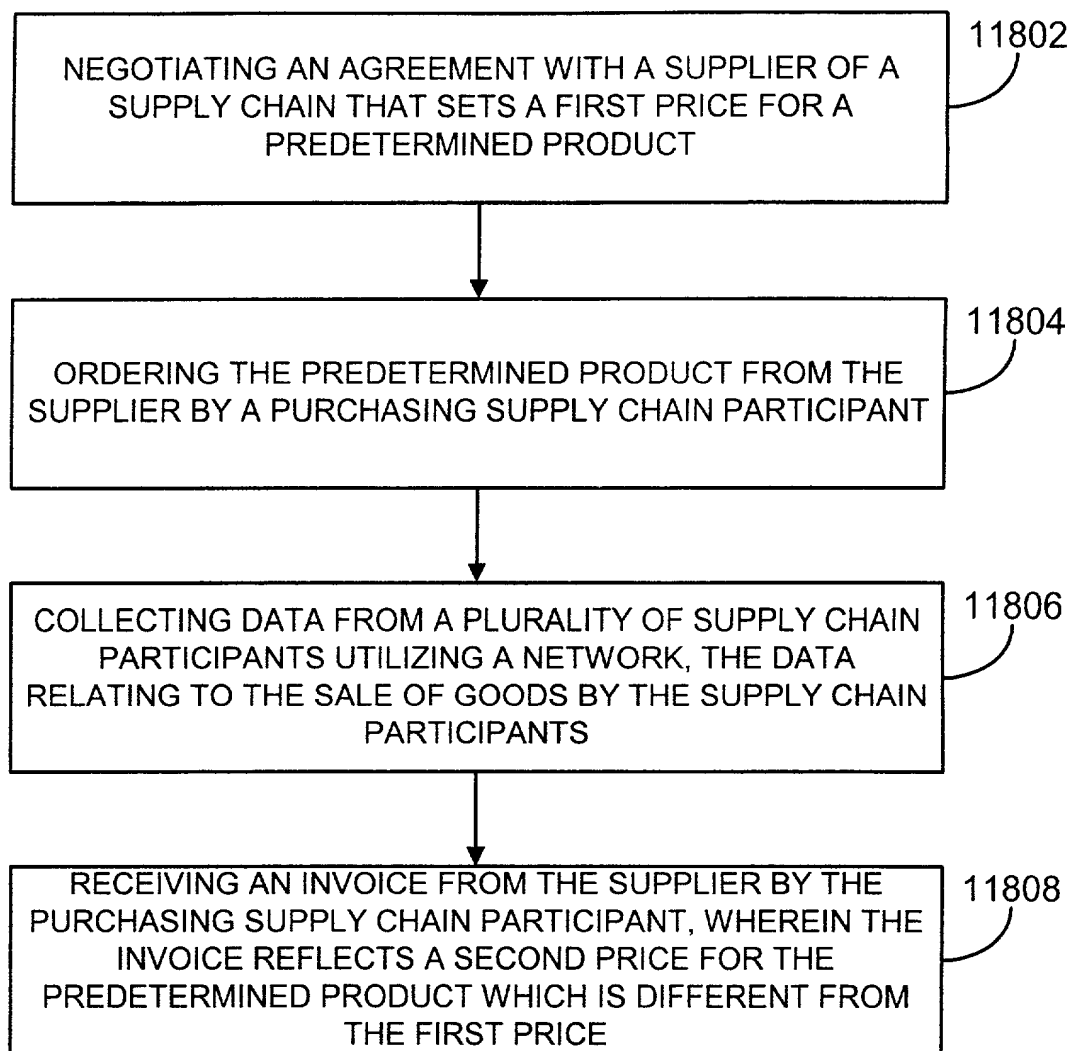 11802
NEGOTIATING AN AGREEMENT WITH A SUPPLIER OF A
SUPPLY CHAIN THAT SETS A FIRST PRICE FOR A
PREDETERMINED PRODUCT
11804
ORDERING THE PREDETERMINED PRODUCT FROM THE
SUPPLIER BY A PURCHASING SUPPLY CHAIN PARTICIPANT
11806
COLLECTING DATA FROM A PLURALITY OF SUPPLY CHAIN
PARTICIPANTS UTILIZING A NETWORK, THE DATA
RELATING TO THE SALE OF GOODS BY THE SUPPLY CHAIN
PARTICIPANTS
11808
RECEIVING AN INVOICE FROM THE SUPPLIER BY THE
PURCHASING SUPPLY CHAIN PARTICIPANT, WHEREIN THE
INVOICE REFLECTS A SECOND PRICE FOR THE
PREDETERMINED PRODUCT WHICH IS DIFFERENT FROM
THE FIRST PRICE